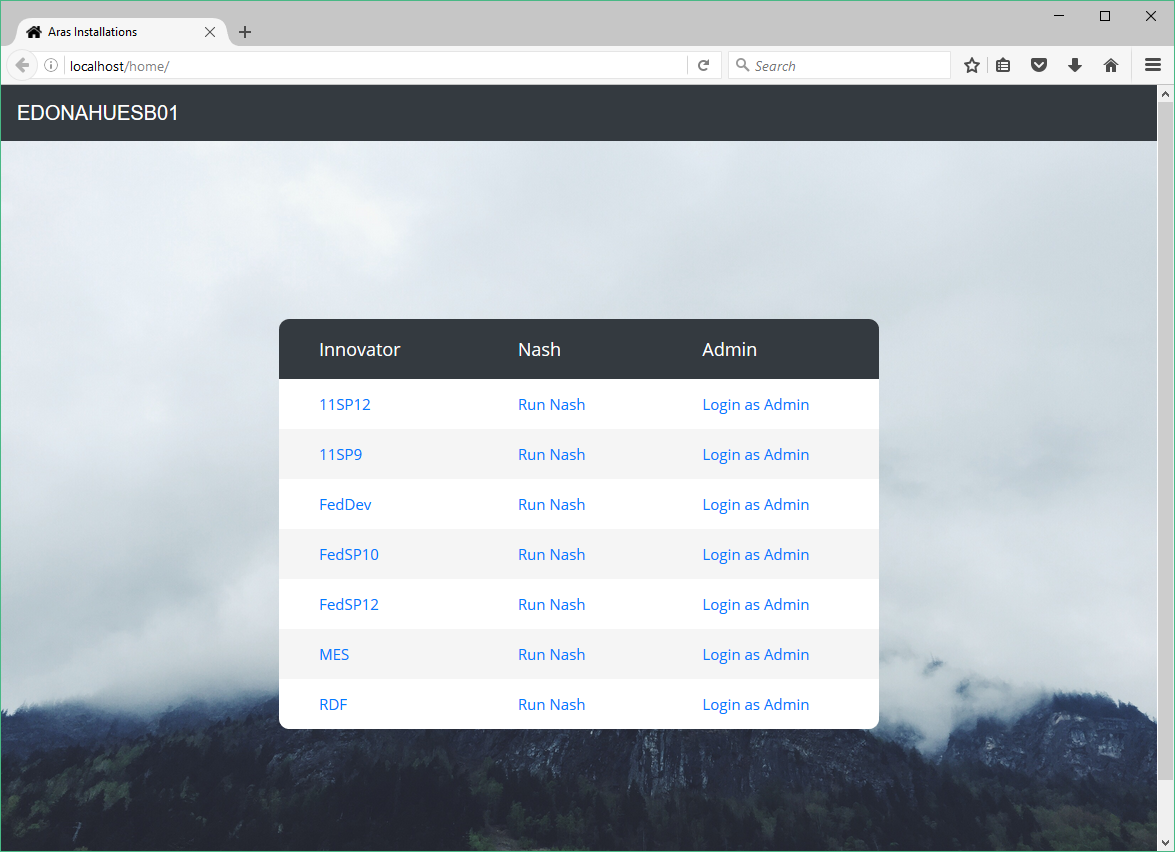 Aras Installations
localhost/home/
Search
EDONAHUESB01
Innovator Nash Admin
11SP12 Run Nash Login as Admin
11SP9 Run Nash Login as Admin
FedDev Run Nash Login as Admin
FedSP10 Run Nash Login as Admin
FedSP12 Run Nash Login as Admin
MES Run Nash Login as Admin
RDF Run Nash Login as Admin